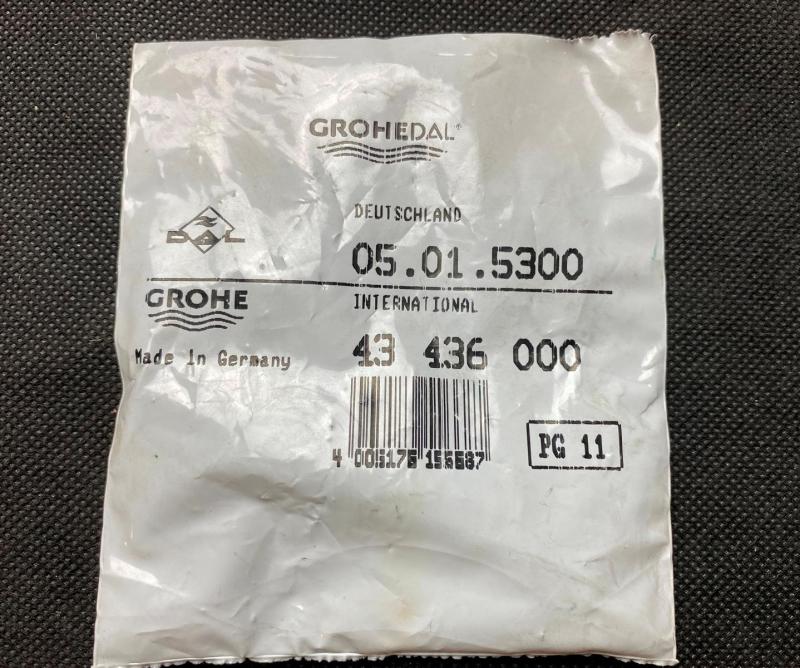 GROHEDAL®
DEUTSCHLAND
DAL
05.01.5300
GROHE
INTERNATIONAL
Made in Germany
43 436 000
PG 11